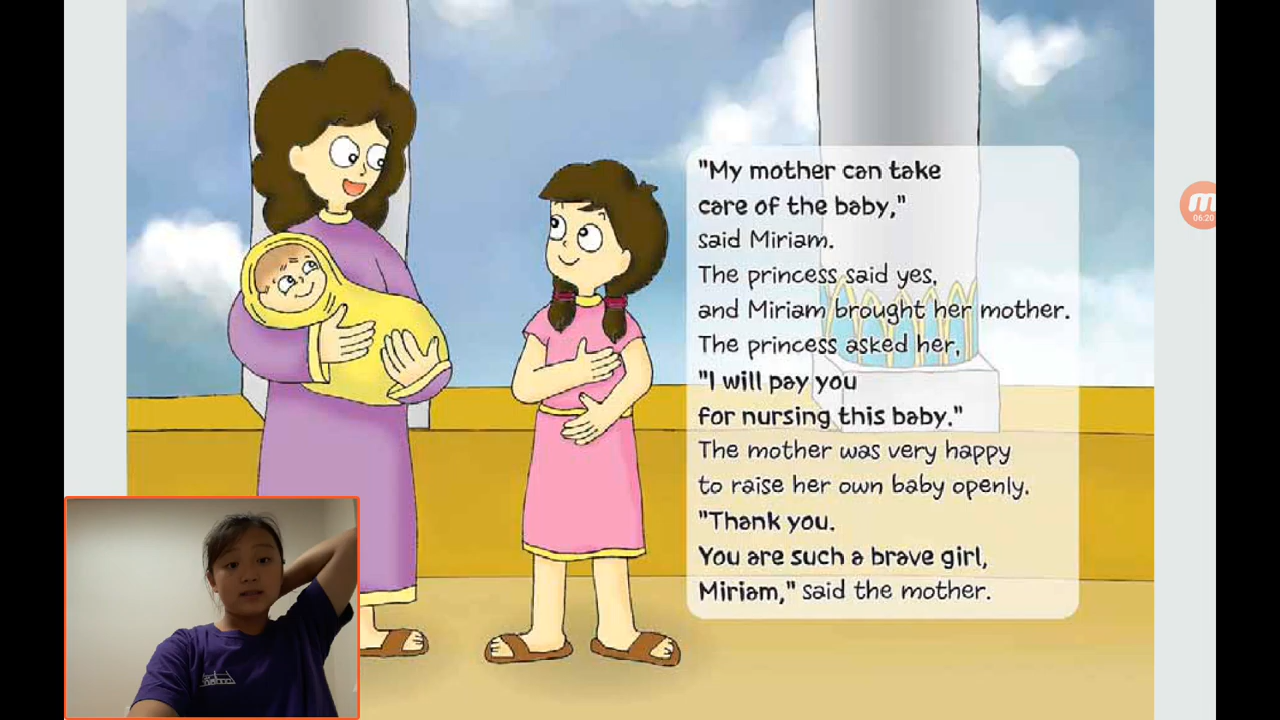 "My mother can take
care of the baby,"
said Miriam.
The princess said yes,
and Miriam brought her mother.
The princess asked her,
"I will pay you
for nursing this baby."
The mother was very happy
to raise her own baby openly.
"Thank you.
You are such a brave girl,
Miriam," said the mother.
06:20